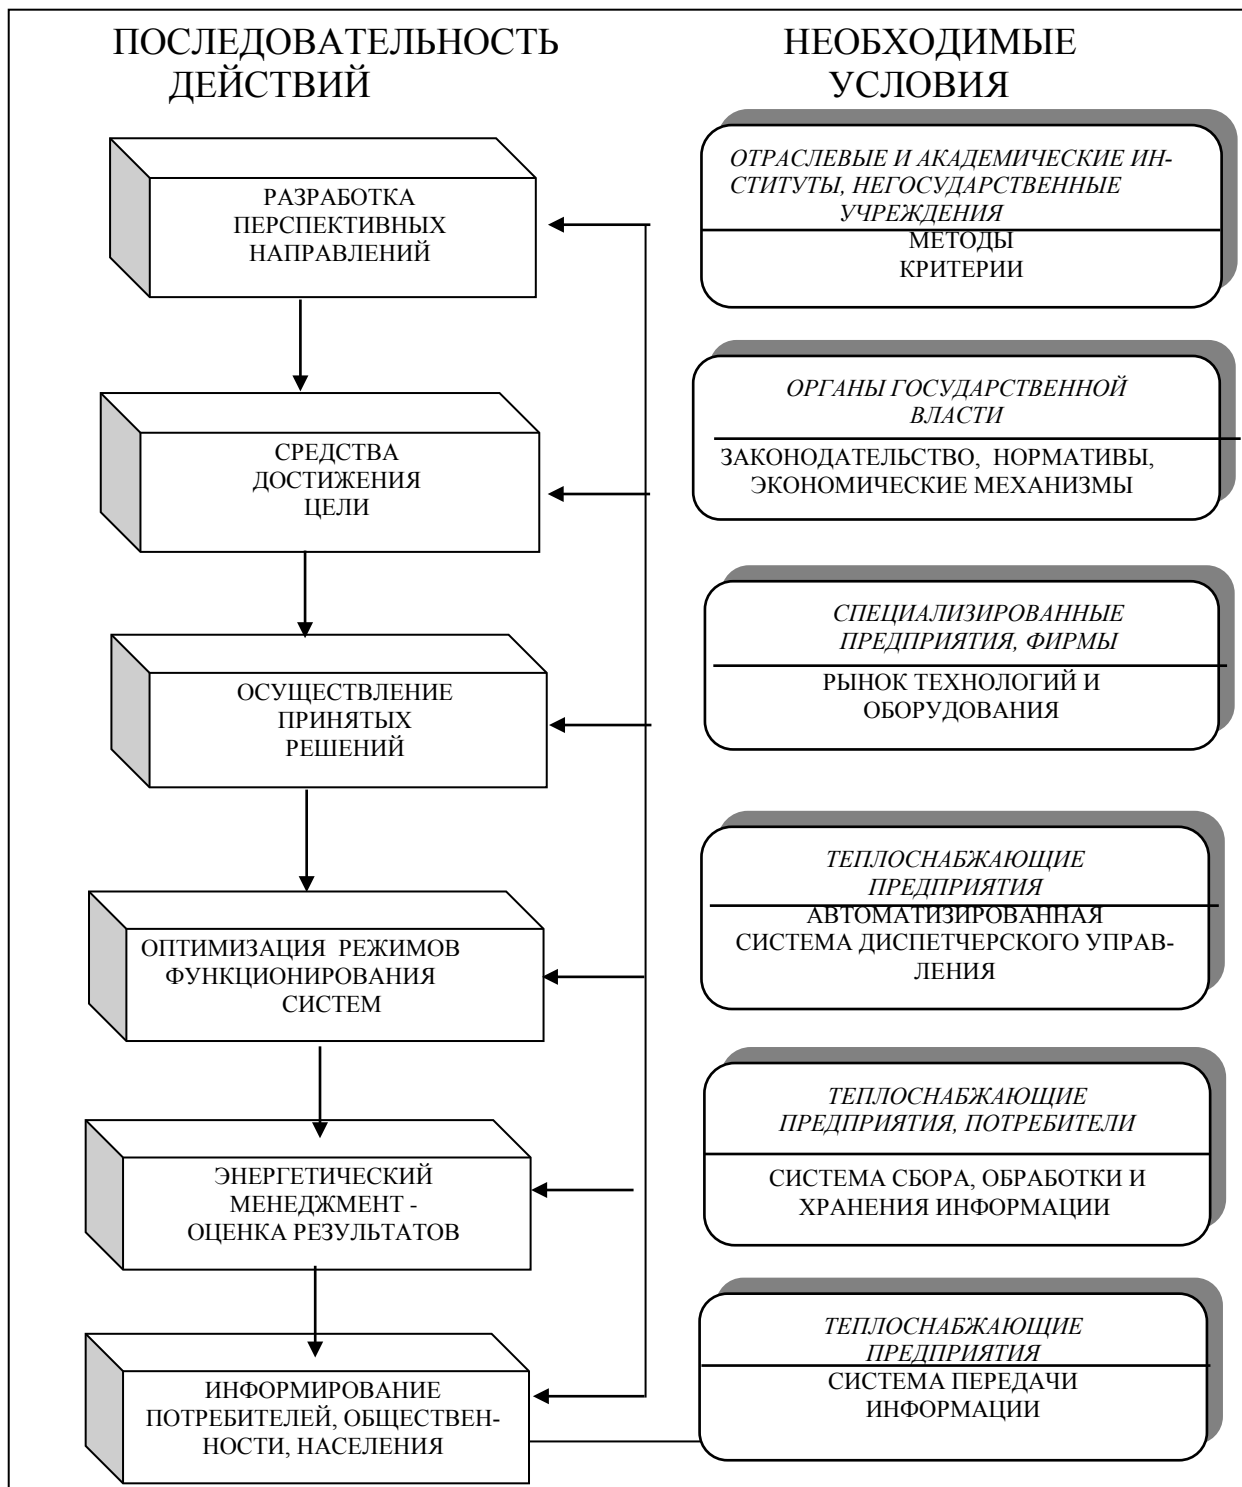 ПОСЛЕДОВАТЕЛЬНОСТЬ
ДЕЙСТВИЙ
НЕОБХОДИМЫЕ
УСЛОВИЯ
РАЗРАБОТКА
ПЕРСПЕКТИВНЫХ
НАПРАВЛЕНИЙ
ОТРАСЛЕВЫЕ И АКАДЕМИЧЕСКИЕ ИН-
СТИТУТЫ, НЕГОСУДАРСТВЕННЫЕ
УЧРЕЖДЕНИЯ
МЕТОДЫ
КРИТЕРИИ
СРЕДСТВА
ДОСТИЖЕНИЯ
ЦЕЛИ
ОРГАНЫ ГОСУДАРСТВЕННОЙ
ВЛАСТИ
ЗАКОНОДАТЕЛЬСТВО, НОРМАТИВЫ,
ЭКОНОМИЧЕСКИЕ МЕХАНИЗМЫ
ОСУЩЕСТВЛЕНИЕ
ПРИНЯТЫХ
РЕШЕНИЙ
СПЕЦИАЛИЗИРОВАННЫЕ
ПРЕДПРИЯТИЯ, ФИРМЫ
РЫНОК ТЕХНОЛОГИЙ И
ОБОРУДОВАНИЯ
ОПТИМИЗАЦИЯ РЕЖИМОВ
ФУНКЦИОНИРОВАНИЯ
СИСТЕМ
ТЕПЛОСНАБЖАЮЩИЕ
ПРЕДПРИЯТИЯ
АВТОМАТИЗИРОВАННАЯ
СИСТЕМА ДИСПЕТЧЕРСКОГО УПРАВ-
ЛЕНИЯ
ЭНЕРГЕТИЧЕСКИЙ
МЕНЕДЖМЕНТ -
ОЦЕНКА РЕЗУЛЬТАТОВ
ТЕПЛОСНАБЖАЮЩИЕ
ПРЕДПРИЯТИЯ, ПОТРЕБИТЕЛИ
СИСТЕМА СБОРА, ОБРАБОТКИ И
ХРАНЕНИЯ ИНФОРМАЦИИ
ИНФОРМИРОВАНИЕ
ПОТРЕБИТЕЛЕЙ, ОБЩЕСТВЕН-
НОСТИ, НАСЕЛЕНИЯ
ТЕПЛОСНАБЖАЮЩИЕ
ПРЕДПРИЯТИЯ
СИСТЕМА ПЕРЕДАЧИ
ИНФОРМАЦИИ